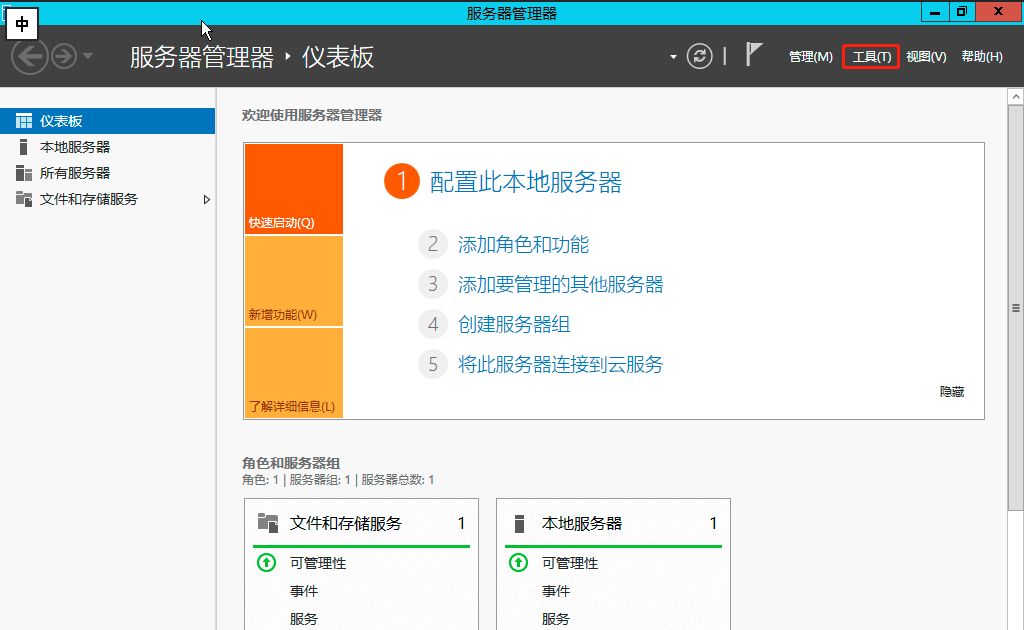 服务器管理器
中
服务器管理器 ‣ 仪表板
管理(M) 工具(T) 视图(V) 帮助(H)
仪表板
本地服务器
所有服务器
文件和存储服务
欢迎使用服务器管理器
快速启动(Q)
新增功能(W)
了解详细信息(L)
1 配置此本地服务器
2 添加角色和功能
3 添加要管理的其他服务器
4 创建服务器组
5 将此服务器连接到云服务
隐藏
角色和服务器组
角色: 1 | 服务器组: 1 | 服务器总数: 1
文件和存储服务 1
可管理性
事件
服务
本地服务器 1
可管理性
事件
服务